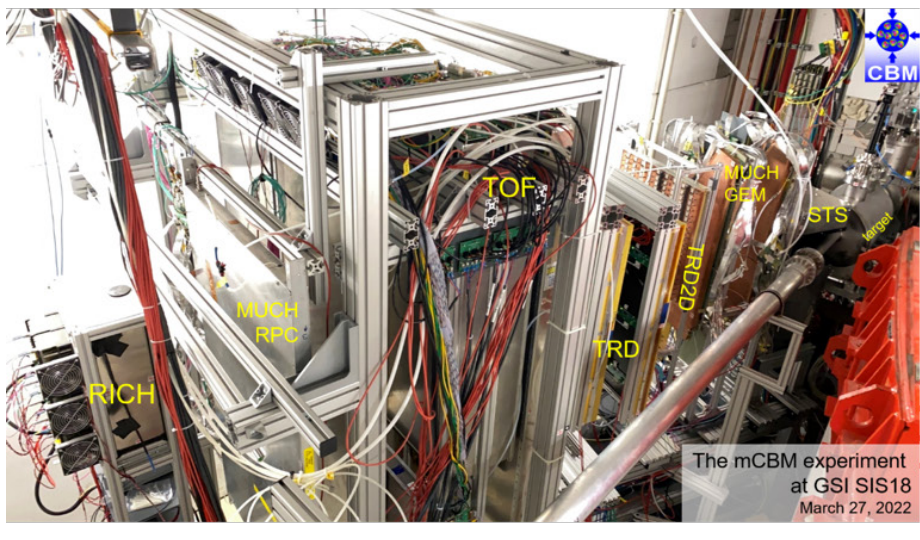 CBM
MUCH
GEM
TOF
STS
target
TRD2D
MUCH
RPC
TRD
RICH
The mCBM experiment
at GSI SIS18
March 27, 2022